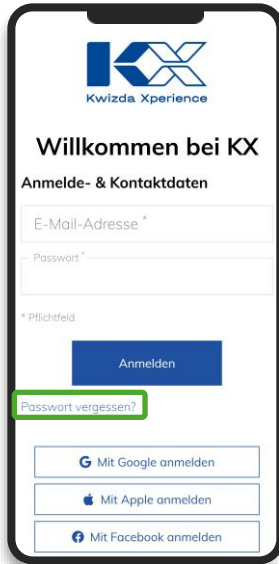 KX
Kwizda Xperience
Willkommen bei KX
Anmelde- & Kontaktdaten
E-Mail-Adresse *
Passwort *
* Pflichtfeld
Anmelden
Passwort vergessen?
Mit Google anmelden
Mit Apple anmelden
Mit Facebook anmelden